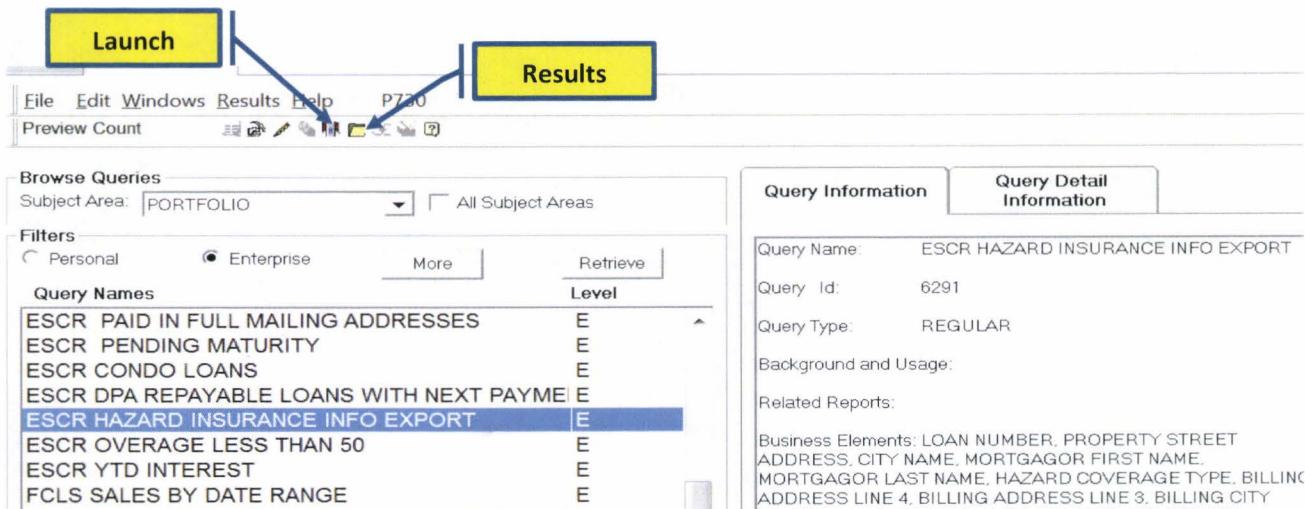 Launch
Results
File Edit Windows Results Help P730
Preview Count
Browse Queries
Subject Area: PORTFOLIO All Subject Areas
Filters
Personal Enterprise More Retrieve
Query Names Level
ESCR PAID IN FULL MAILING ADDRESSES E
ESCR PENDING MATURITY E
ESCR CONDO LOANS E
ESCR DPA REPAYABLE LOANS WITH NEXT PAYME E
ESCR HAZARD INSURANCE INFO EXPORT E
ESCR OVERAGE LESS THAN 50 E
ESCR YTD INTEREST E
FCLS SALES BY DATE RANGE E
Query Information
Query Detail
Information
Query Name: ESCR HAZARD INSURANCE INFO EXPORT
Query Id: 6291
Query Type: REGULAR
Background and Usage:
Related Reports:
Business Elements: LOAN NUMBER, PROPERTY STREET
ADDRESS, CITY NAME, MORTGAGOR FIRST NAME,
MORTGAGOR LAST NAME, HAZARD COVERAGE TYPE, BILLING
ADDRESS LINE 4, BILLING ADDRESS LINE 3, BILLING CITY